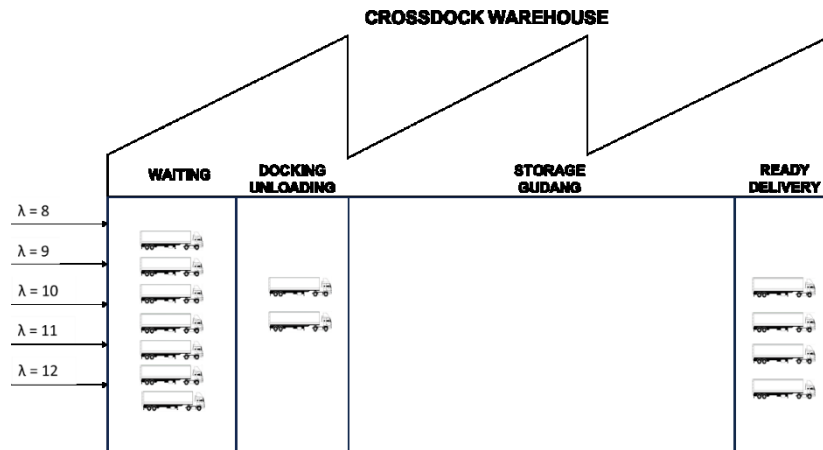 CROSSDOCK WAREHOUSE
WAITING
DOCKING
UNLOADING
STORAGE
GUDANG
READY
DELIVERY
λ = 8
λ = 9
λ = 10
λ = 11
λ = 12